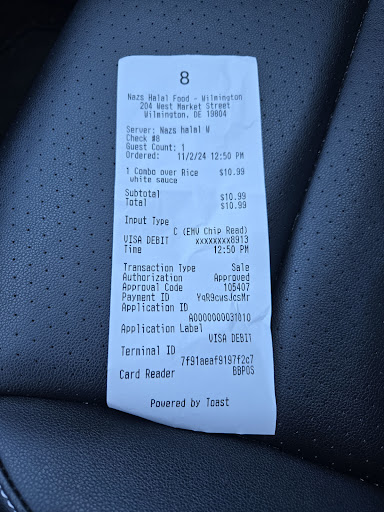 8
Nazs Halal Food - Wilmington
204 West Market Street
Wilmington, DE 19804
Server: Nazs halal W
Check #8
Guest Count: 1
Ordered: 11/2/24 12:50 PM
1 Combo over Rice $10.99
white sauce
Subtotal $10.99
Total $10.99
Input Type
C (EMV Chip Read)
VISA DEBIT xxxxxxxx8913
Time 12:50 PM
Transaction Type Sale
Authorization Approved
Approval Code 105407
Payment ID YqR9cwsJcsMr
Application ID
A0000000031010
Application Label
VISA DEBIT
Terminal ID
7f91aeaf9197f2c7
Card Reader BBPOS
Powered by Toast